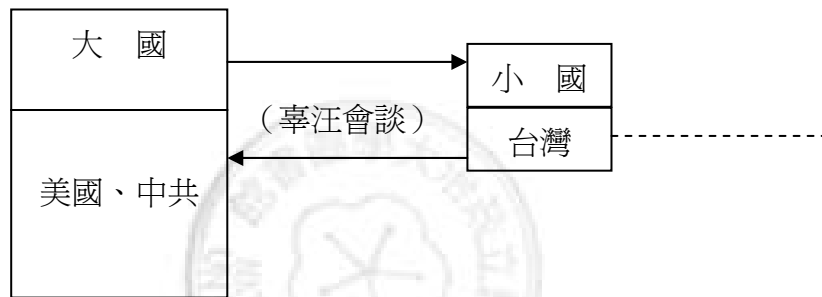 大　國
小　國
（辜汪會談）
台灣
美國、中共